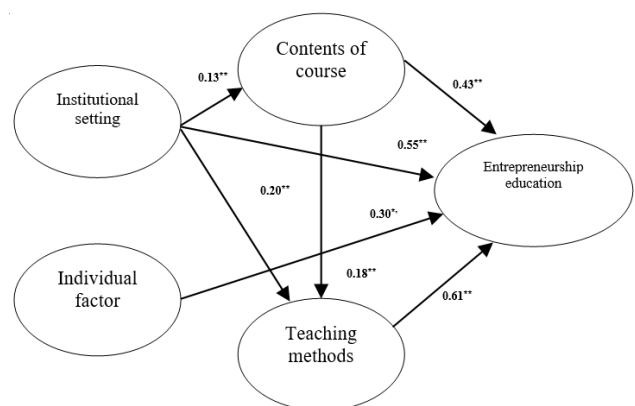 Contents of
course
0.13**
0.43**
Institutional
setting
0.55**
Entrepreneurship
education
0.20**
0.30**
Individual
factor
0.18**
0.61**
Teaching
methods